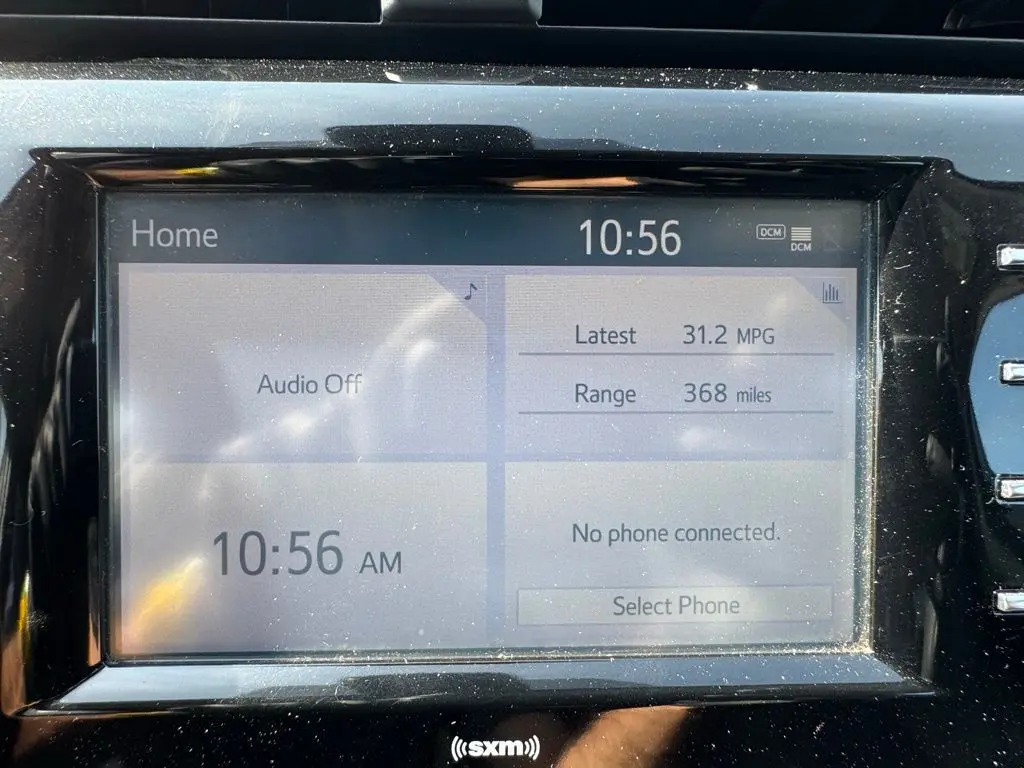 Home
10:56
DCM
DCM
Audio Off
Latest 31.2 MPG
Range 368 miles
10:56 AM
No phone connected.
Select Phone
((sxm))